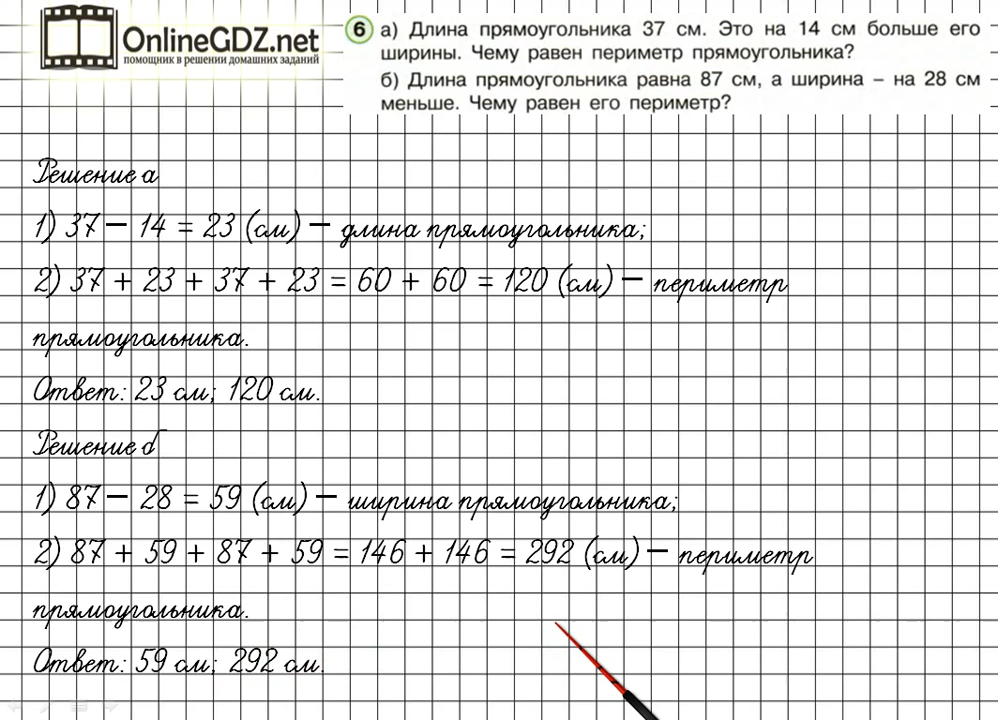 OnlineGDZ.net
помощник в решении домашних заданий
6 а) Длина прямоугольника 37 см. Это на 14 см больше его
ширины. Чему равен периметр прямоугольника?
б) Длина прямоугольника равна 87 см, а ширина – на 28 см
меньше. Чему равен его периметр?
Решение а
1) 37 – 14 = 23 (см) – длина прямоугольника;
2) 37 + 23 + 37 + 23 = 60 + 60 = 120 (см) – периметр
прямоугольника.
Ответ: 23 см; 120 см.
Решение б
1) 87 – 28 = 59 (см) – ширина прямоугольника;
2) 87 + 59 + 87 + 59 = 146 + 146 = 292 (см) – периметр
прямоугольника.
Ответ: 59 см; 292 см.